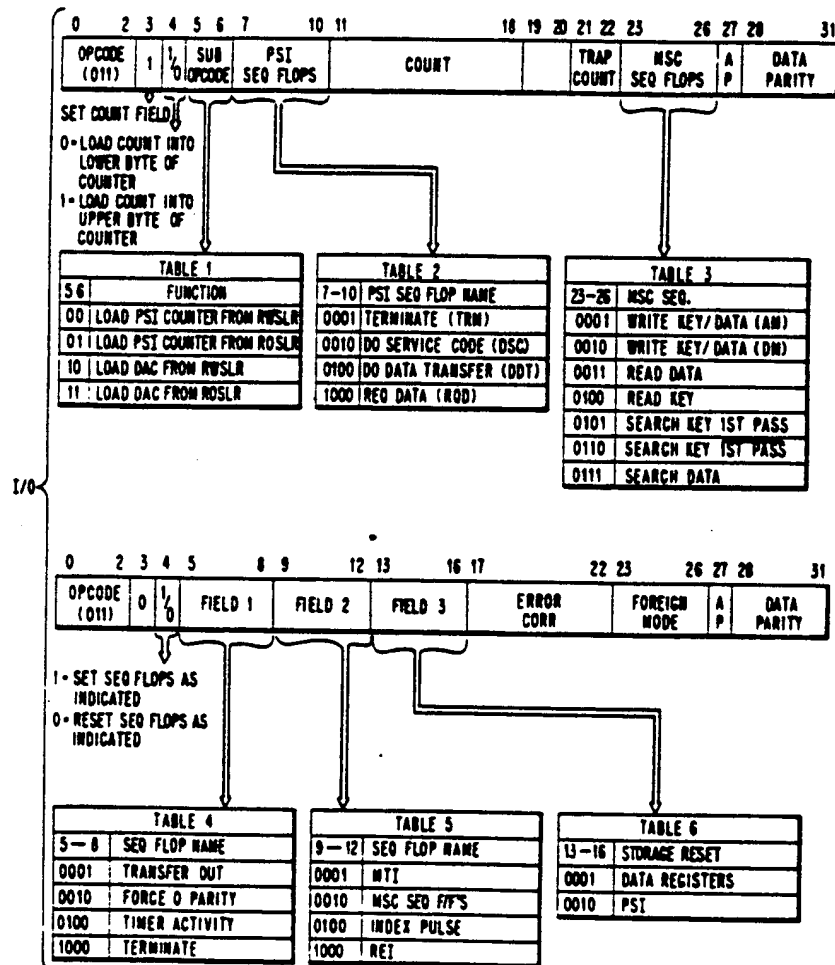 0 2 3 4 5 6 7 10 11 18 19 20 21 22 23 26 27 28 31
OPCODE (011) 1 1/0 SUB OPCODE PSI SEQ FLOPS COUNT TRAP COUNT MSC SEQ FLOPS A P DATA PARITY
SET COUNT FIELD
0=LOAD COUNT INTO
LOWER BYTE OF
COUNTER
1=LOAD COUNT INTO
UPPER BYTE OF
COUNTER
TABLE 1
5 6 FUNCTION
00 LOAD PSI COUNTER FROM RWSLR
01 LOAD PSI COUNTER FROM ROSLR
10 LOAD DAC FROM RWSLR
11 LOAD DAC FROM ROSLR
TABLE 2
7-10 PSI SEQ FLOP NAME
0001 TERMINATE (TRM)
0010 DO SERVICE CODE (DSC)
0100 DO DATA TRANSFER (DDT)
1000 REQ DATA (RQD)
TABLE 3
23-26 MSC SEQ.
0001 WRITE KEY/DATA (AM)
0010 WRITE KEY/DATA (DM)
0011 READ DATA
0100 READ KEY
0101 SEARCH KEY 1ST PASS
0110 SEARCH KEY 1ST PASS
0111 SEARCH DATA
I/O
0 2 3 4 5 8 9 12 13 16 17 22 23 26 27 28 31
OPCODE (011) 0 1/0 FIELD 1 FIELD 2 FIELD 3 ERROR CORR FOREIGN MODE A P DATA PARITY
1-SET SEQ FLOPS AS
INDICATED
0=RESET SEQ FLOPS AS
INDICATED
TABLE 4
5-8 SEQ FLOP NAME
0001 TRANSFER OUT
0010 FORCE 0 PARITY
0100 TIMER ACTIVITY
1000 TERMINATE
TABLE 5
9-12 SEQ FLOP NAME
0001 MTI
0010 MSC SEQ F/F'S
0100 INDEX PULSE
1000 REI
TABLE 6
13-16 STORAGE RESET
0001 DATA REGISTERS
0010 PSI